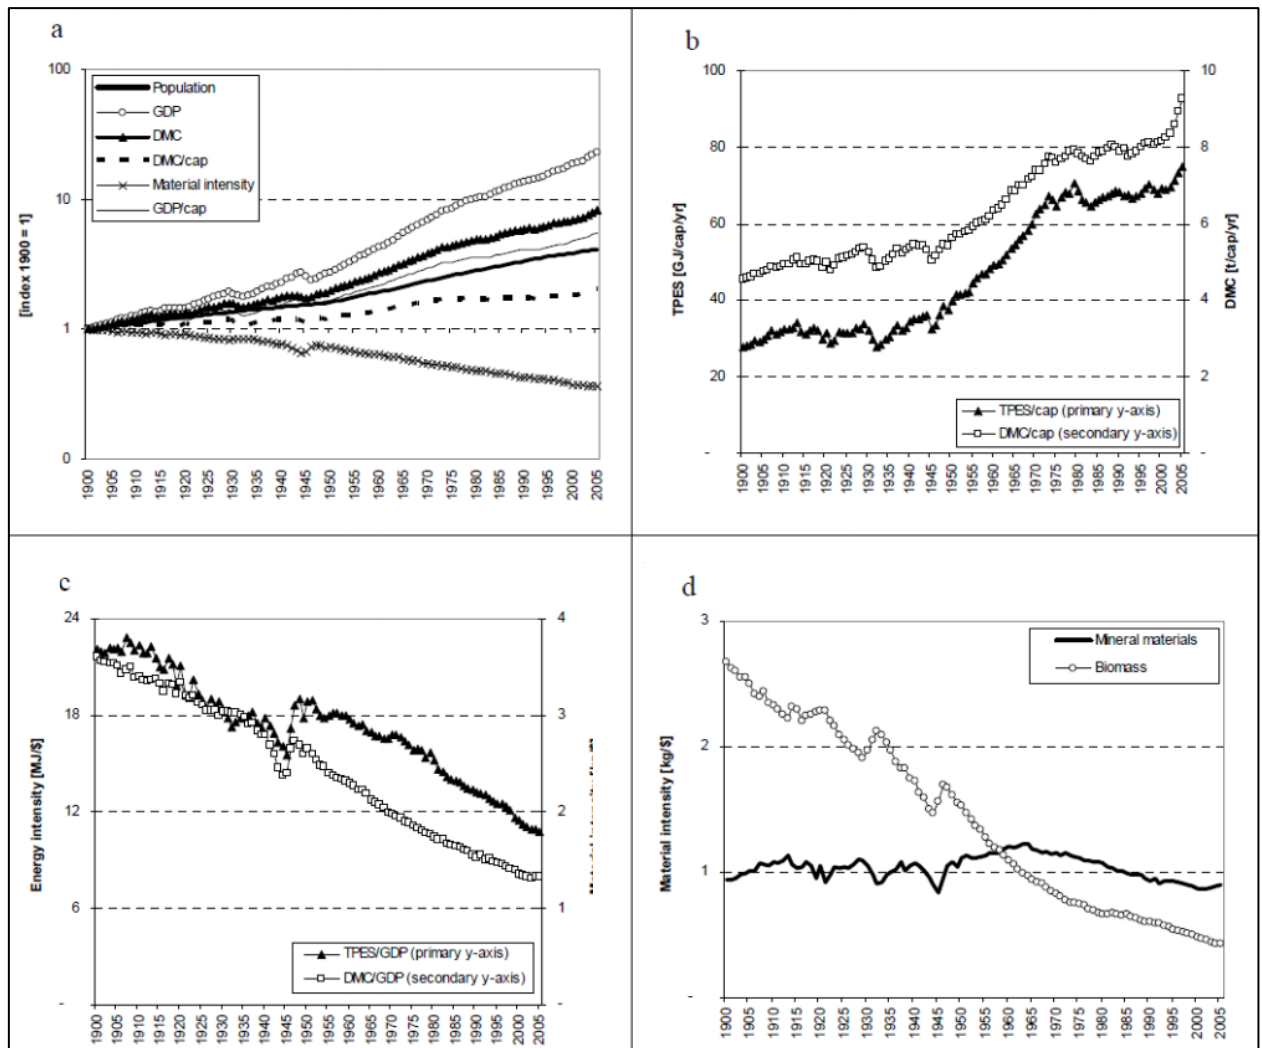 a
100
10
1
0
[index 1900 = 1]
Population
GDP
DMC
DMC/cap
Material intensity
GDP/cap
1900 1905 1910 1915 1920 1925 1930 1935 1940 1945 1950 1955 1960 1965 1970 1975 1980 1985 1990 1995 2000 2005
b
100
80
60
40
20
-
TPES [GJ/cap/yr]
10
8
6
4
2
-
DMC [t/cap/yr]
TPES/cap (primary y-axis)
DMC/cap (secondary y-axis)
1900 1905 1910 1915 1920 1925 1930 1935 1940 1945 1950 1955 1960 1965 1970 1975 1980 1985 1990 1995 2000 2005
c
24
18
12
6
-
Energy intensity [MJ/$]
4
3
2
1
-
TPES/GDP (primary y-axis)
DMC/GDP (secondary y-axis)
1900 1905 1910 1915 1920 1925 1930 1935 1940 1945 1950 1955 1960 1965 1970 1975 1980 1985 1990 1995 2000 2005
d
3
2
1
-
Material intensity [kg/$]
Mineral materials
Biomass
1900 1905 1910 1915 1920 1925 1930 1935 1940 1945 1950 1955 1960 1965 1970 1975 1980 1985 1990 1995 2000 2005